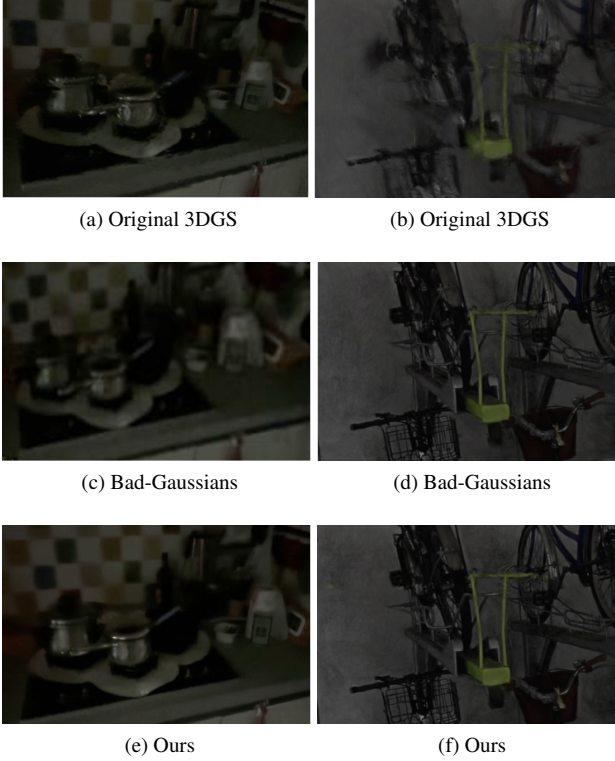 (a) Original 3DGS
(b) Original 3DGS
(c) Bad-Gaussians
(d) Bad-Gaussians
(e) Ours
(f) Ours